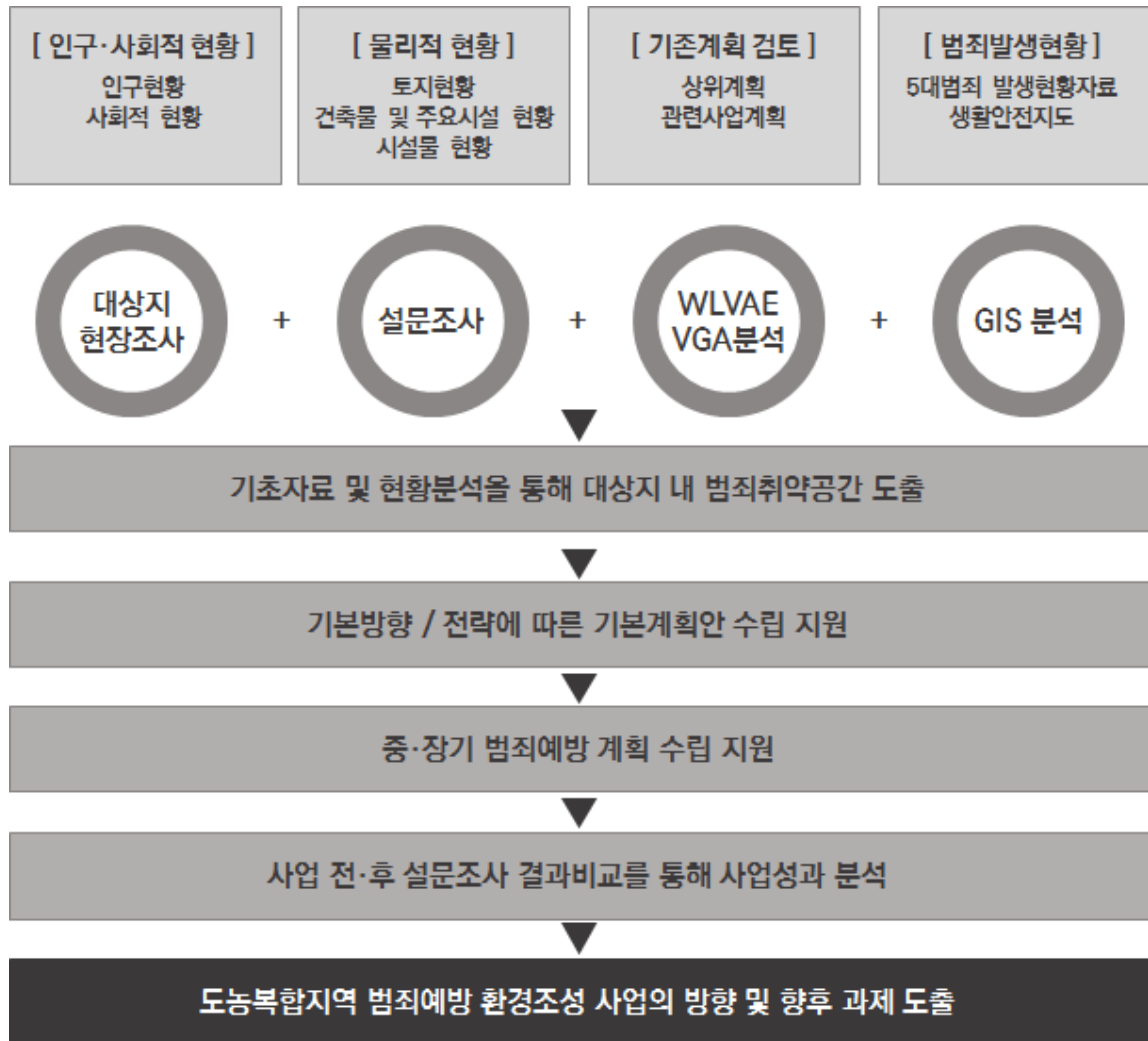 [ 인구·사회적 현황 ]
인구현황
사회적 현황
[ 물리적 현황 ]
토지현황
건축물 및 주요시설 현황
시설물 현황
[ 기존계획 검토 ]
상위계획
관련사업계획
[ 범죄발생현황 ]
5대범죄 발생현황자료
생활안전지도
대상지
현장조사
+
설문조사
+
WLVAE
VGA분석
+
GIS 분석
기초자료 및 현황분석을 통해 대상지 내 범죄취약공간 도출
기본방향 / 전략에 따른 기본계획안 수립 지원
중·장기 범죄예방 계획 수립 지원
사업 전·후 설문조사 결과비교를 통해 사업성과 분석
도농복합지역 범죄예방 환경조성 사업의 방향 및 향후 과제 도출